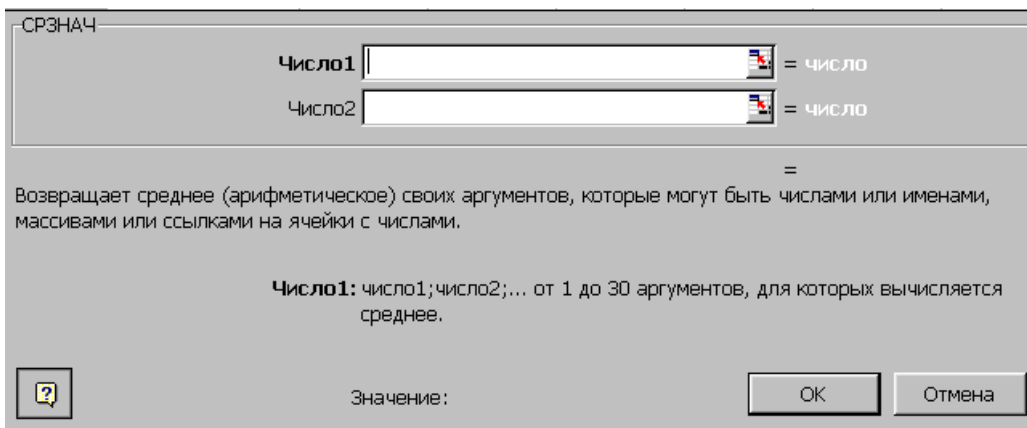 СРЗНАЧ
Число1 = число
Число2 = число
=
Возвращает среднее (арифметическое) своих аргументов, которые могут быть числами или именами,
массивами или ссылками на ячейки с числами.
Число1: число1;число2;... от 1 до 30 аргументов, для которых вычисляется
среднее.
? Значение: OK Отмена